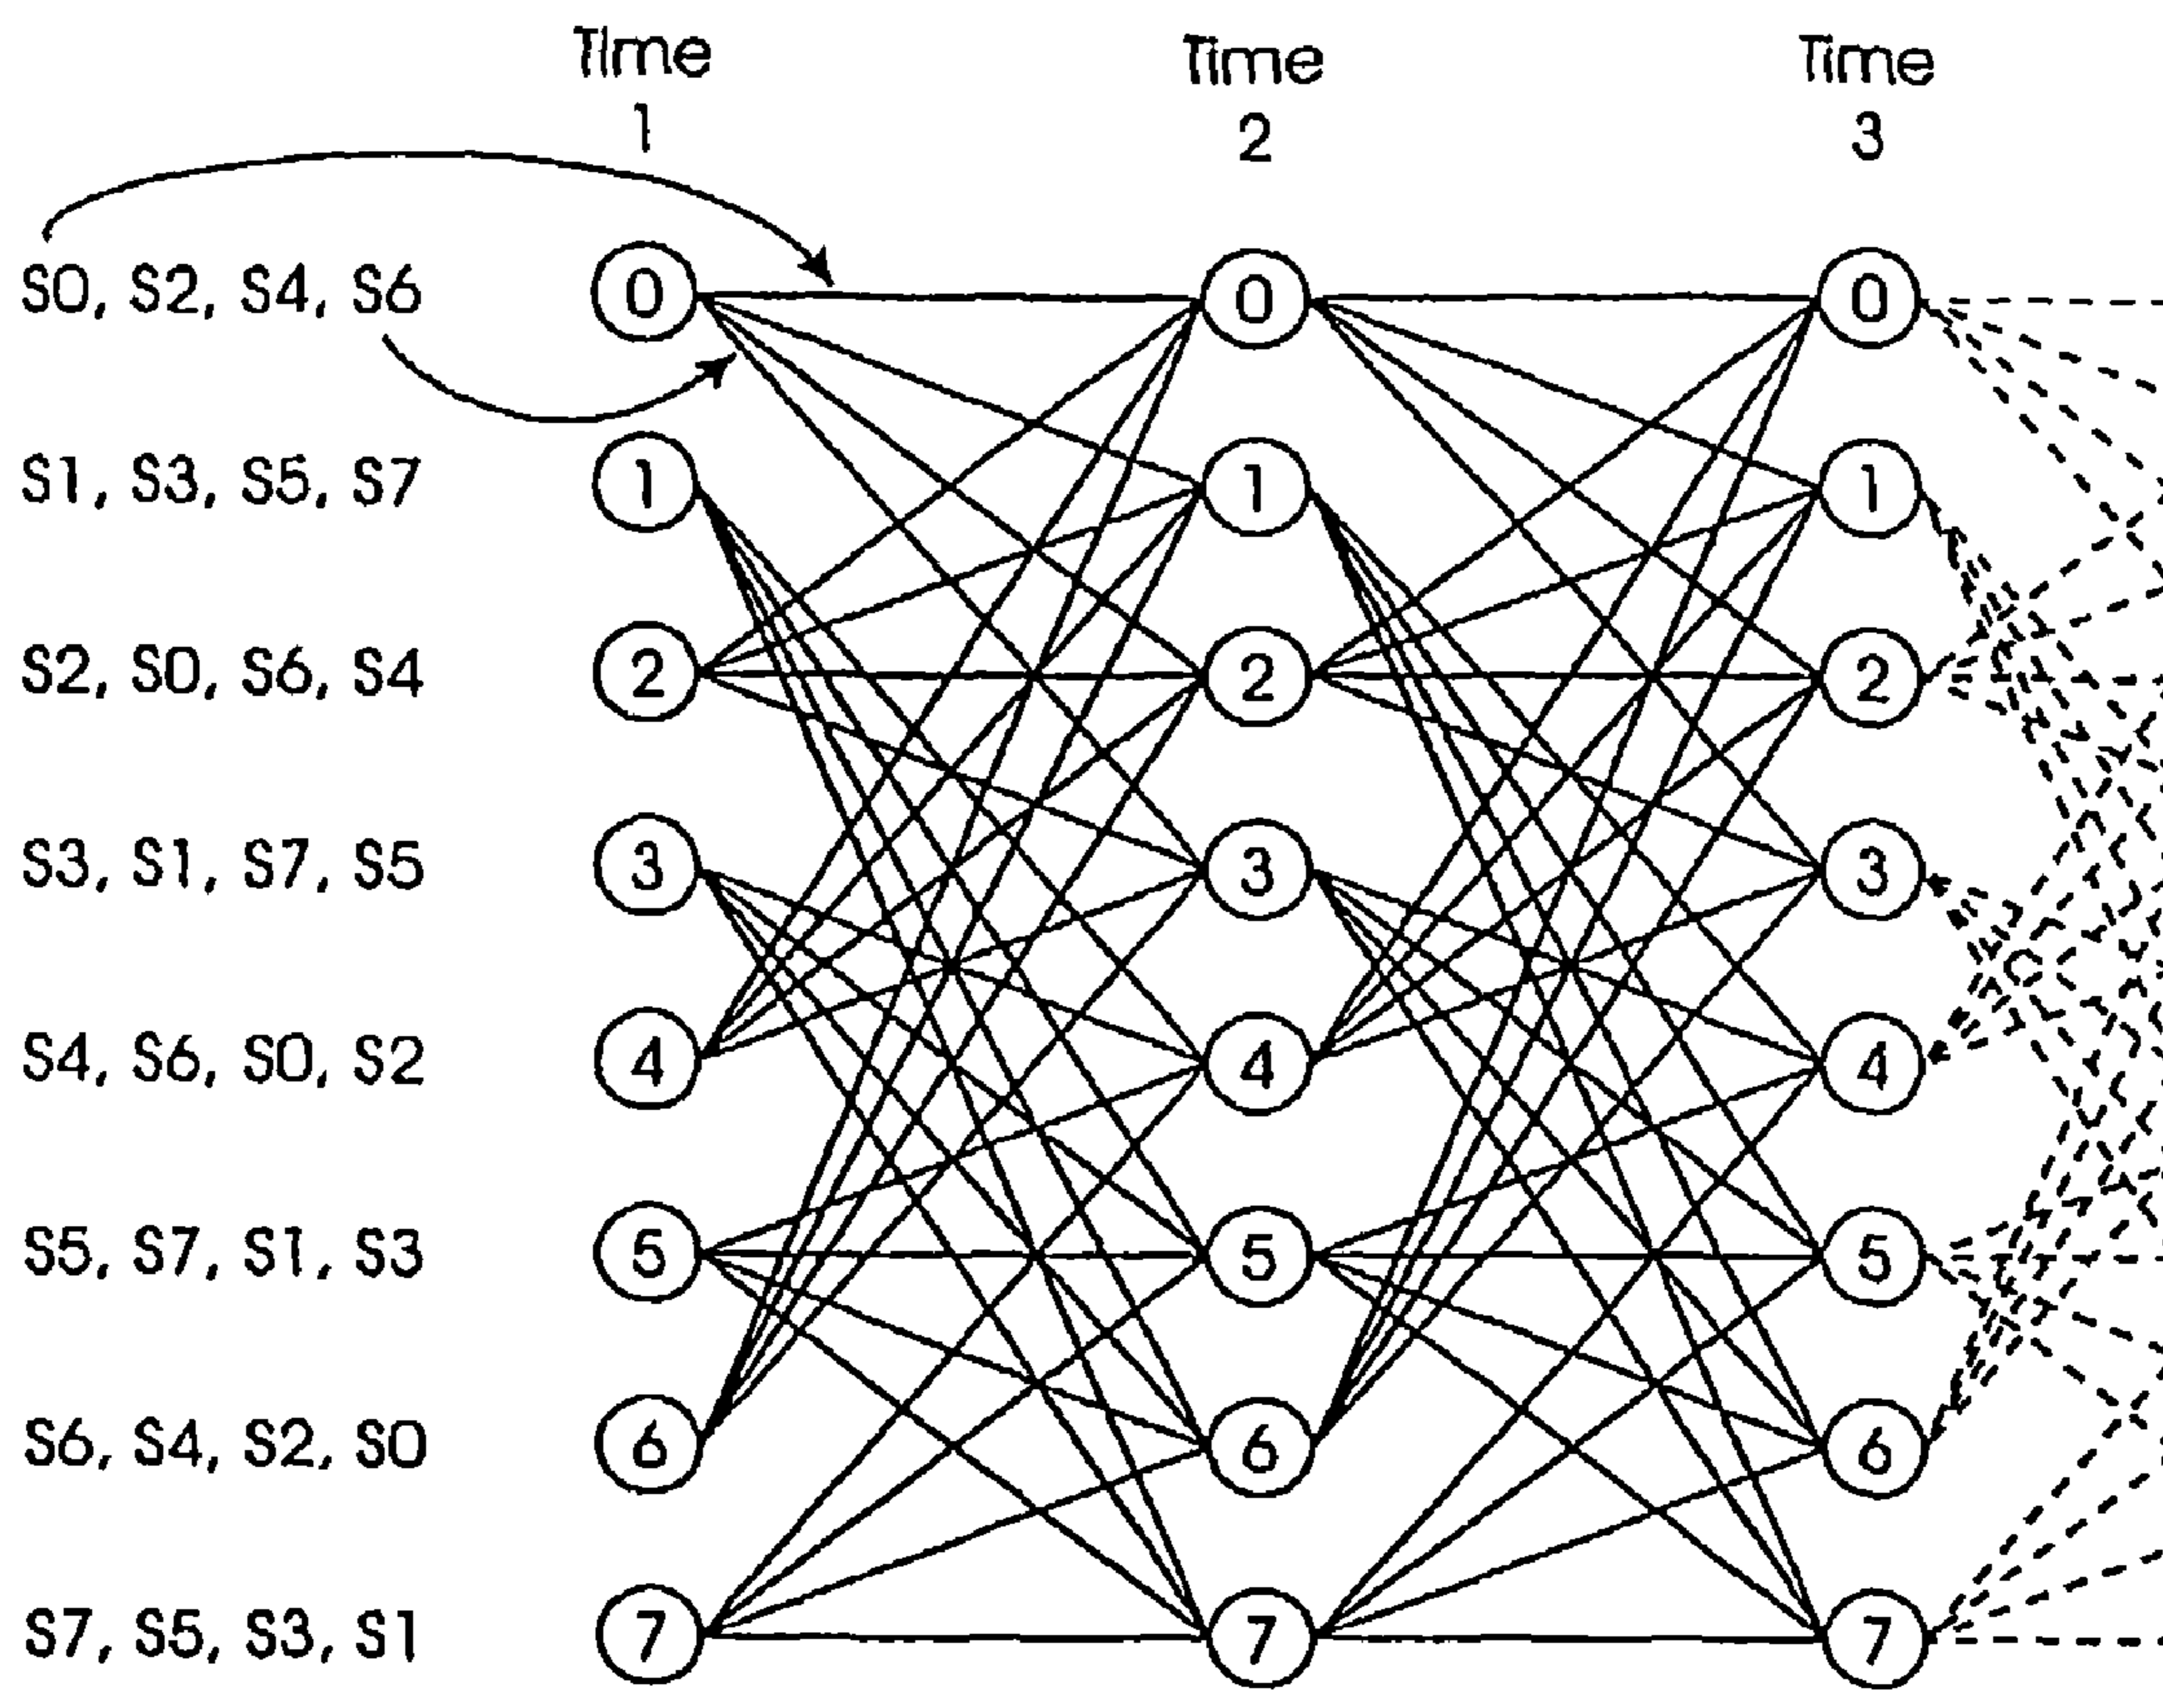 Time Time Time
1 2 3
S0, S2, S4, S6 0 0 0
S1, S3, S5, S7 1 1 1
S2, S0, S6, S4 2 2 2
S3, S1, S7, S5 3 3 3
S4, S6, S0, S2 4 4 4
S5, S7, S1, S3 5 5 5
S6, S4, S2, S0 6 6 6
S7, S5, S3, S1 7 7 7